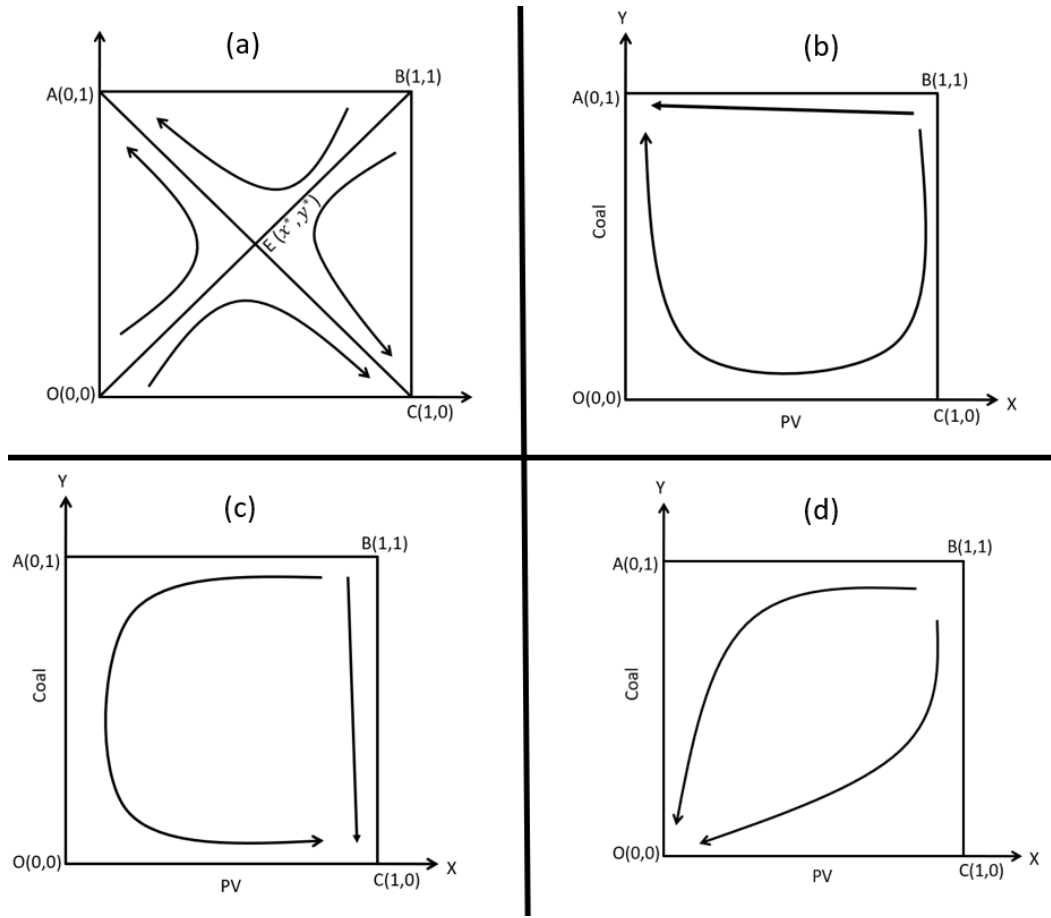 (a)
B(1,1)
A(0,1)
E (x*, y*)
O(0,0)
C(1,0)
(b)
Y
B(1,1)
A(0,1)
Coal
O(0,0)
X
PV
C(1,0)
(c)
Y
B(1,1)
A(0,1)
Coal
O(0,0)
X
PV
C(1,0)
(d)
Y
B(1,1)
A(0,1)
Coal
O(0,0)
X
PV
C(1,0)